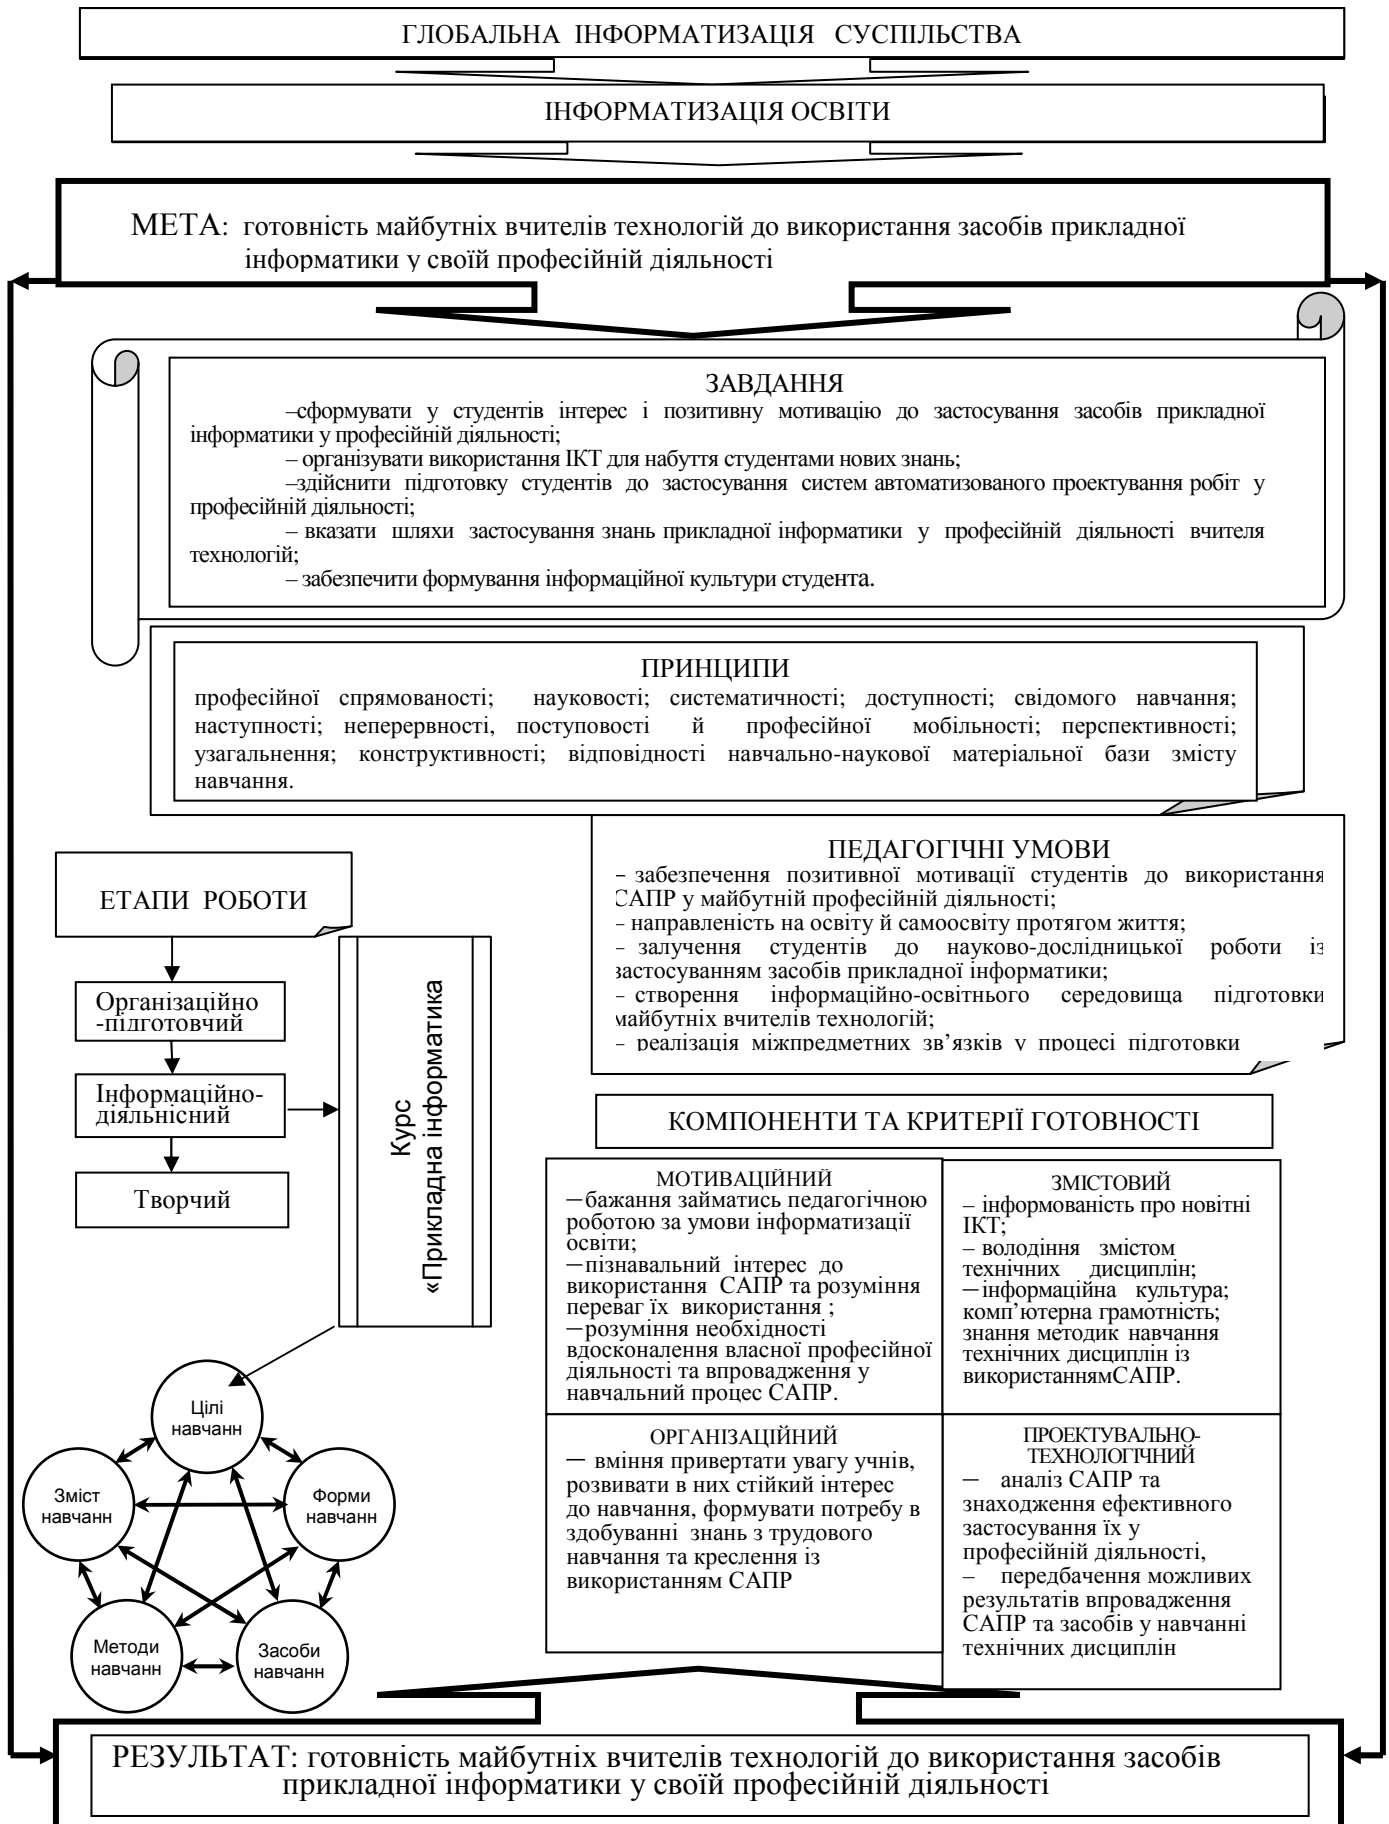 ГЛОБАЛЬНА ІНФОРМАТИЗАЦІЯ СУСПІЛЬСТВА
ІНФОРМАТИЗАЦІЯ ОСВІТИ
МЕТА: готовність майбутніх вчителів технологій до використання засобів прикладної
інформатики у своїй професійній діяльності
ЗАВДАННЯ
–сформувати у студентів інтерес і позитивну мотивацію до застосування засобів прикладної
інформатики у професійній діяльності;
– організувати використання ІКТ для набуття студентами нових знань;
–здійснити підготовку студентів до застосування систем автоматизованого проектування робіт у
професійній діяльності;
– вказати шляхи застосування знань прикладної інформатики у професійній діяльності вчителя
технологій;
– забезпечити формування інформаційної культури студента.
ПРИНЦИПИ
професійної спрямованості; науковості; систематичності; доступності; свідомого навчання;
наступності; неперервності, поступовості й професійної мобільності; перспективності;
узагальнення; конструктивності; відповідності навчально-наукової матеріальної бази змісту
навчання.
ПЕДАГОГІЧНІ УМОВИ
– забезпечення позитивної мотивації студентів до використання
САПР у майбутній професійній діяльності;
– направленість на освіту й самоосвіту протягом життя;
– залучення студентів до науково-дослідницької роботи із
застосуванням засобів прикладної інформатики;
– створення інформаційно-освітнього середовища підготовки
майбутніх вчителів технологій;
– реалізація міжпредметних зв’язків у процесі підготовки
ЕТАПИ РОБОТИ
Організаційно
-підготовчий
Інформаційно-
діяльнісний
Творчий
Курс
«Прикладна інформатика
КОМПОНЕНТИ ТА КРИТЕРІЇ ГОТОВНОСТІ
МОТИВАЦІЙНИЙ
–бажання займатись педагогічною
роботою за умови інформатизації
освіти;
–пізнавальний інтерес до
використання САПР та розуміння
переваг їх використання ;
–розуміння необхідності
вдосконалення власної професійної
діяльності та впровадження у
навчальний процес САПР.
ЗМІСТОВИЙ
– інформованість про новітні
ІКТ;
– володіння змістом
технічних дисциплін;
–інформаційна культура;
комп’ютерна грамотність;
знання методик навчання
технічних дисциплін із
використаннямСАПР.
ОРГАНІЗАЦІЙНИЙ
– вміння привертати увагу учнів,
розвивати в них стійкий інтерес
до навчання, формувати потребу в
здобуванні знань з трудового
навчання та креслення із
використанням САПР
ПРОЕКТУВАЛЬНО-
ТЕХНОЛОГІЧНИЙ
– аналіз САПР та
знаходження ефективного
застосування їх у
професійній діяльності,
– передбачення можливих
результатів впровадження
САПР та засобів у навчанні
технічних дисциплін
Цілі
навчанн
Зміст
навчанн
Форми
навчанн
Методи
навчанн
Засоби
навчанн
РЕЗУЛЬТАТ: готовність майбутніх вчителів технологій до використання засобів
прикладної інформатики у своїй професійній діяльності